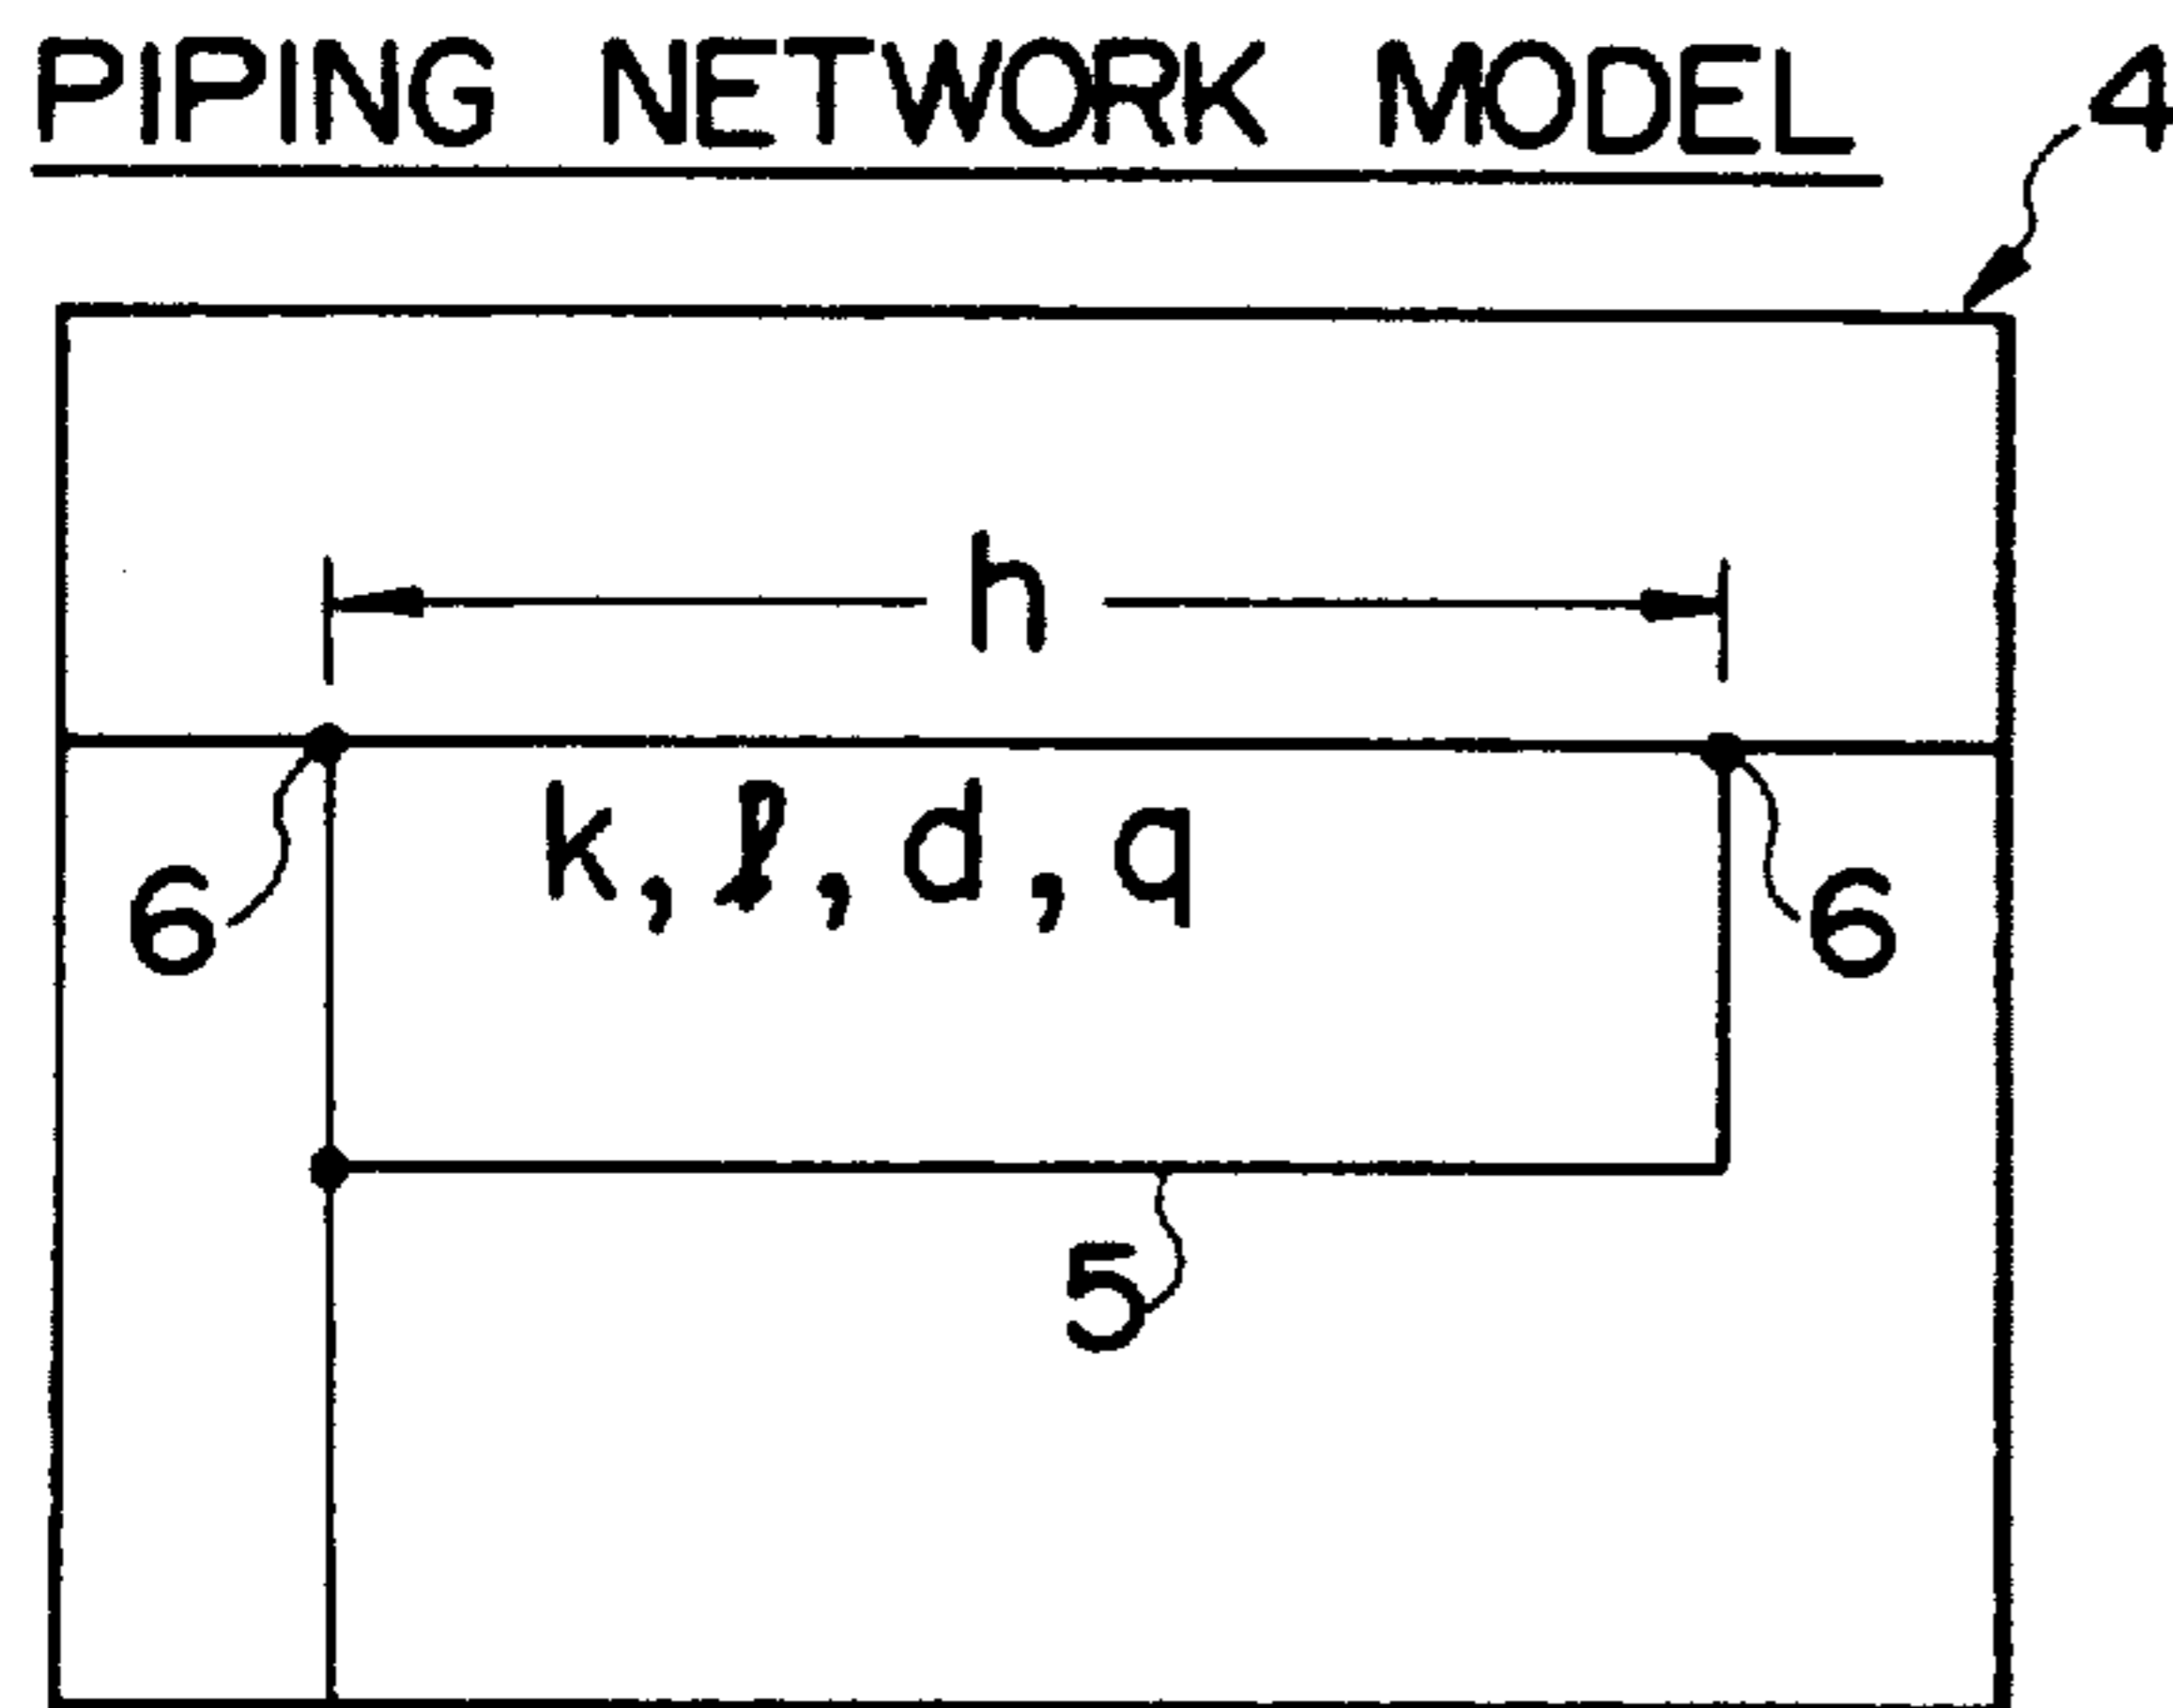 PIPING NETWORK MODEL
4
h
k, ℓ, d, q
6
6
5